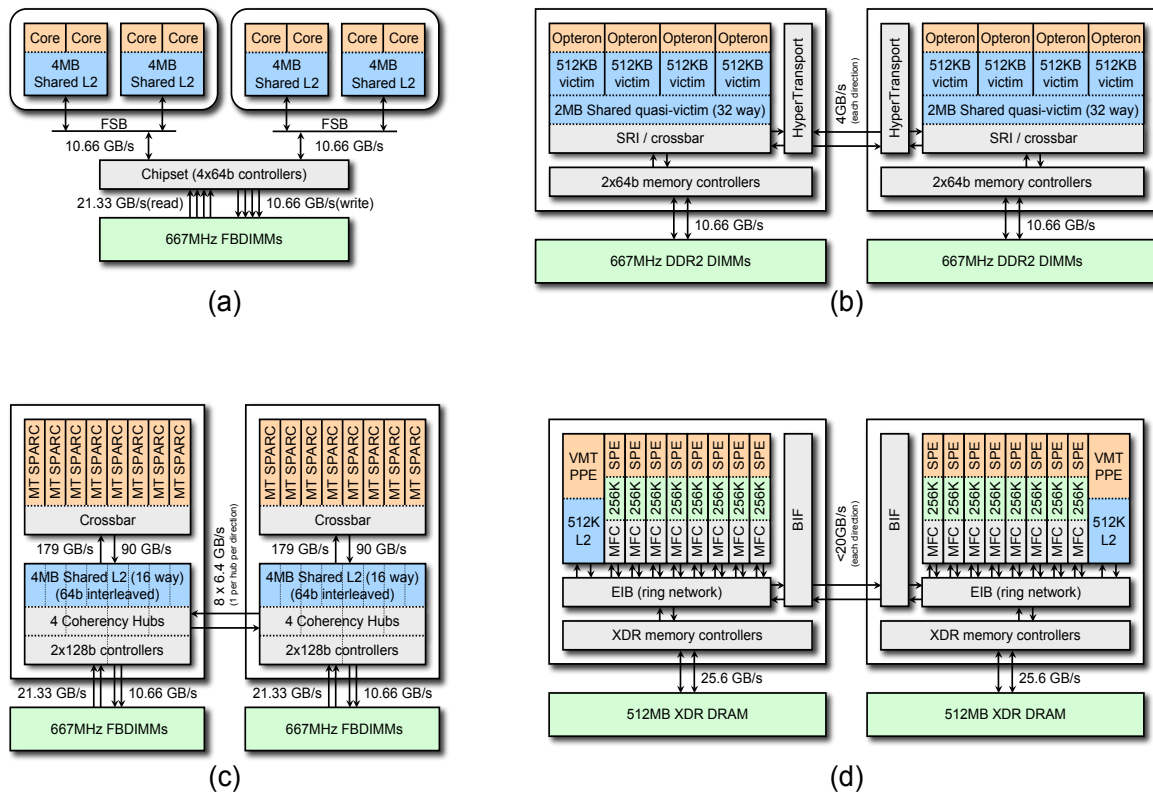 Core Core Core Core Core Core Core Core
4MB 4MB 4MB 4MB
Shared L2 Shared L2 Shared L2 Shared L2
FSB FSB
10.66 GB/s 10.66 GB/s
Chipset (4x64b controllers)
21.33 GB/s(read) 10.66 GB/s(write)
667MHz FBDIMMs
(a)
Opteron Opteron Opteron Opteron
512KB 512KB 512KB 512KB
victim victim victim victim
2MB Shared quasi-victim (32 way)
SRI / crossbar
HyperTransport
2x64b memory controllers
10.66 GB/s
667MHz DDR2 DIMMs
4GB/s
(each direction)
HyperTransport
Opteron Opteron Opteron Opteron
512KB 512KB 512KB 512KB
victim victim victim victim
2MB Shared quasi-victim (32 way)
SRI / crossbar
2x64b memory controllers
10.66 GB/s
667MHz DDR2 DIMMs
(b)
MT SPARC
MT SPARC
MT SPARC
MT SPARC
MT SPARC
MT SPARC
MT SPARC
MT SPARC
Crossbar
179 GB/s 90 GB/s
4MB Shared L2 (16 way)
(64b interleaved)
4 Coherency Hubs
2x128b controllers
21.33 GB/s 10.66 GB/s
667MHz FBDIMMs
8 x 6.4 GB/s
(1 per hub per direction)
MT SPARC
MT SPARC
MT SPARC
MT SPARC
MT SPARC
MT SPARC
MT SPARC
MT SPARC
Crossbar
179 GB/s 90 GB/s
4MB Shared L2 (16 way)
(64b interleaved)
4 Coherency Hubs
2x128b controllers
21.33 GB/s 10.66 GB/s
667MHz FBDIMMs
(c)
VMT
PPE
512K
L2
MFC 256K SPE
MFC 256K SPE
MFC 256K SPE
MFC 256K SPE
MFC 256K SPE
MFC 256K SPE
MFC 256K SPE
MFC 256K SPE
BIF
EIB (ring network)
XDR memory controllers
25.6 GB/s
512MB XDR DRAM
<20GB/s
(each direction)
BIF
MFC 256K SPE
MFC 256K SPE
MFC 256K SPE
MFC 256K SPE
MFC 256K SPE
MFC 256K SPE
MFC 256K SPE
MFC 256K SPE
VMT
PPE
512K
L2
EIB (ring network)
XDR memory controllers
25.6 GB/s
512MB XDR DRAM
(d)